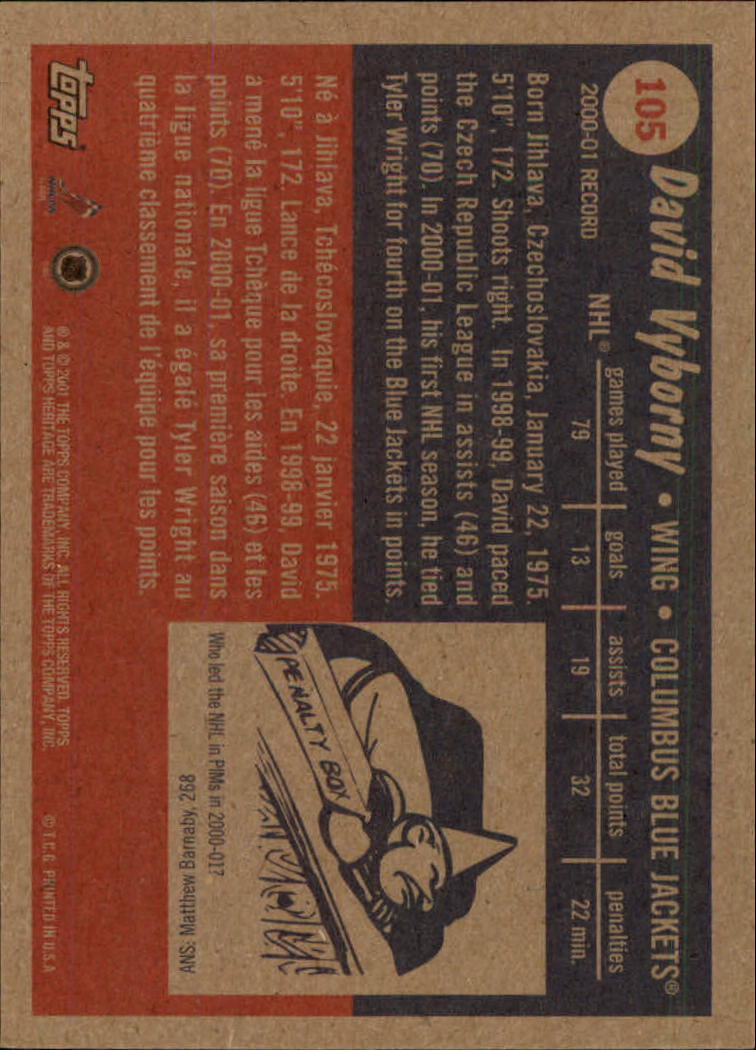 105
David Vyborny • WING • COLUMBUS BLUE JACKETS®
2000-01 RECORD
games played goals assists total points penalties
NHL® 79 13 19 32 22 min.
Born Jihlava, Czechoslovakia, January 22, 1975.
5'10", 172. Shoots right. In 1998-99, David paced
the Czech Republic League in assists (46) and
points (70). In 2000-01, his first NHL season, he tied
Tyler Wright for fourth on the Blue Jackets in points.
Né à Jihlava, Tchécoslovaquie, 22 janvier 1975.
5'10", 172. Lance de la droite. En 1998-99, David
a mené la ligue Tchèque pour les aides (46) et les
points (70). En 2000-01, sa première saison dans
la ligue nationale, il a égalé Tyler Wright au
quatrième classement de l'équipe pour les points.
PENALTY BOX
Who led the NHL in PIMs in 2000-01?
ANS: Matthew Barnaby, 268
topps
® & © 2001 THE TOPPS COMPANY, INC. ALL RIGHTS RESERVED. TOPPS
AND TOPPS HERITAGE ARE TRADEMARKS OF THE TOPPS COMPANY, INC.
© T.C.G. PRINTED IN U.S.A